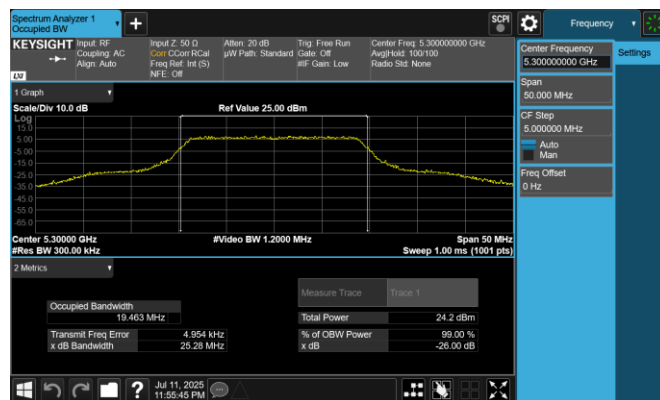 Spectrum Analyzer 1
Occupied BW
SCPI
Frequency
KEYSIGHT
Input: RF
Coupling: AC
Align: Auto
Input Z: 50 Ω
Corr CCorr RCal
Freq Ref: Int (S)
NFE: Off
Atten: 20 dB
µW Path: Standard
Trig: Free Run
Gate: Off
#IF Gain: Low
Center Freq: 5.300000000 GHz
Avg|Hold: 100/100
Radio Std: None
LXI
Center Frequency
5.300000000 GHz
Settings
Span
50.000 MHz
CF Step
5.000000 MHz
Auto
Man
Freq Offset
0 Hz
1 Graph
Scale/Div 10.0 dB
Ref Value 25.00 dBm
Log
15.0
5.00
-5.00
-15.0
-25.0
-35.0
-45.0
-55.0
-65.0
Center 5.30000 GHz
#Video BW 1.2000 MHz
Span 50 MHz
#Res BW 300.00 kHz
Sweep 1.00 ms (1001 pts)
2 Metrics
Measure Trace
Trace 1
Occupied Bandwidth
19.463 MHz
Total Power
24.2 dBm
Transmit Freq Error
4.954 kHz
% of OBW Power
99.00 %
x dB Bandwidth
25.28 MHz
x dB
-26.00 dB
?
Jul 11, 2025
11:55:45 PM